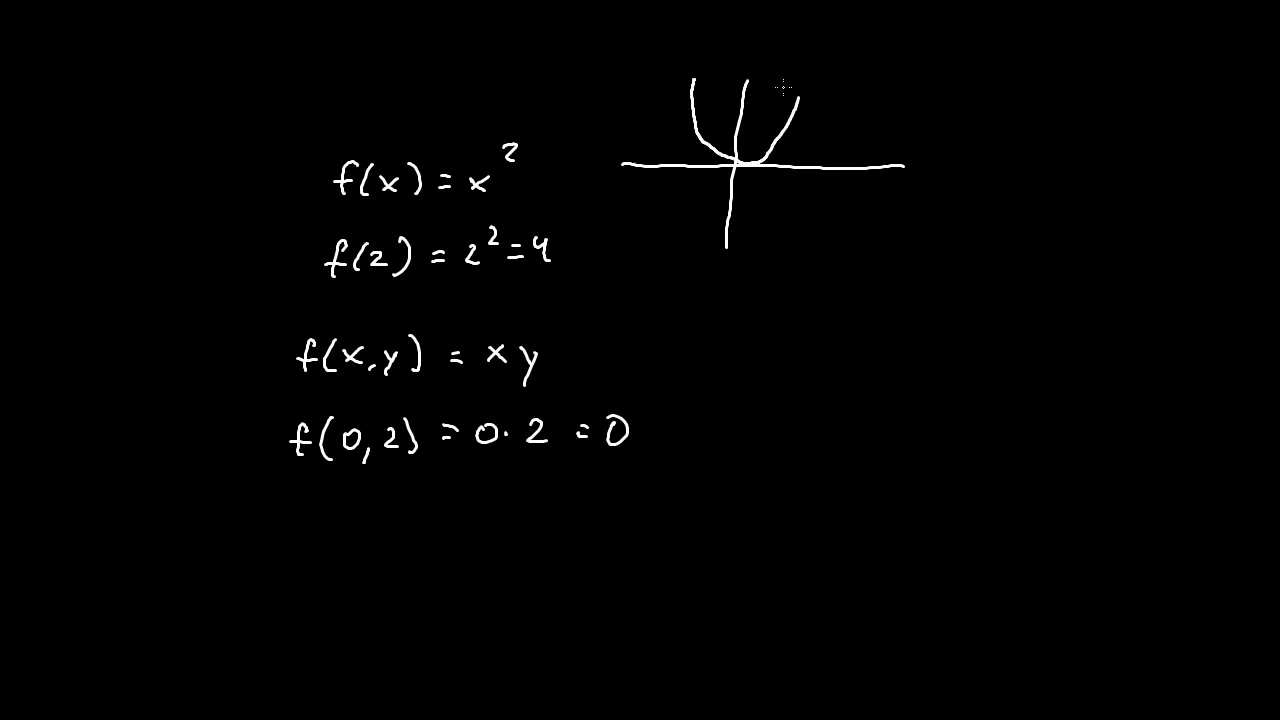 f(x) = x²
f(2) = 2² = 4
f(x,y) = xy
f(0,2) = 0·2 = 0